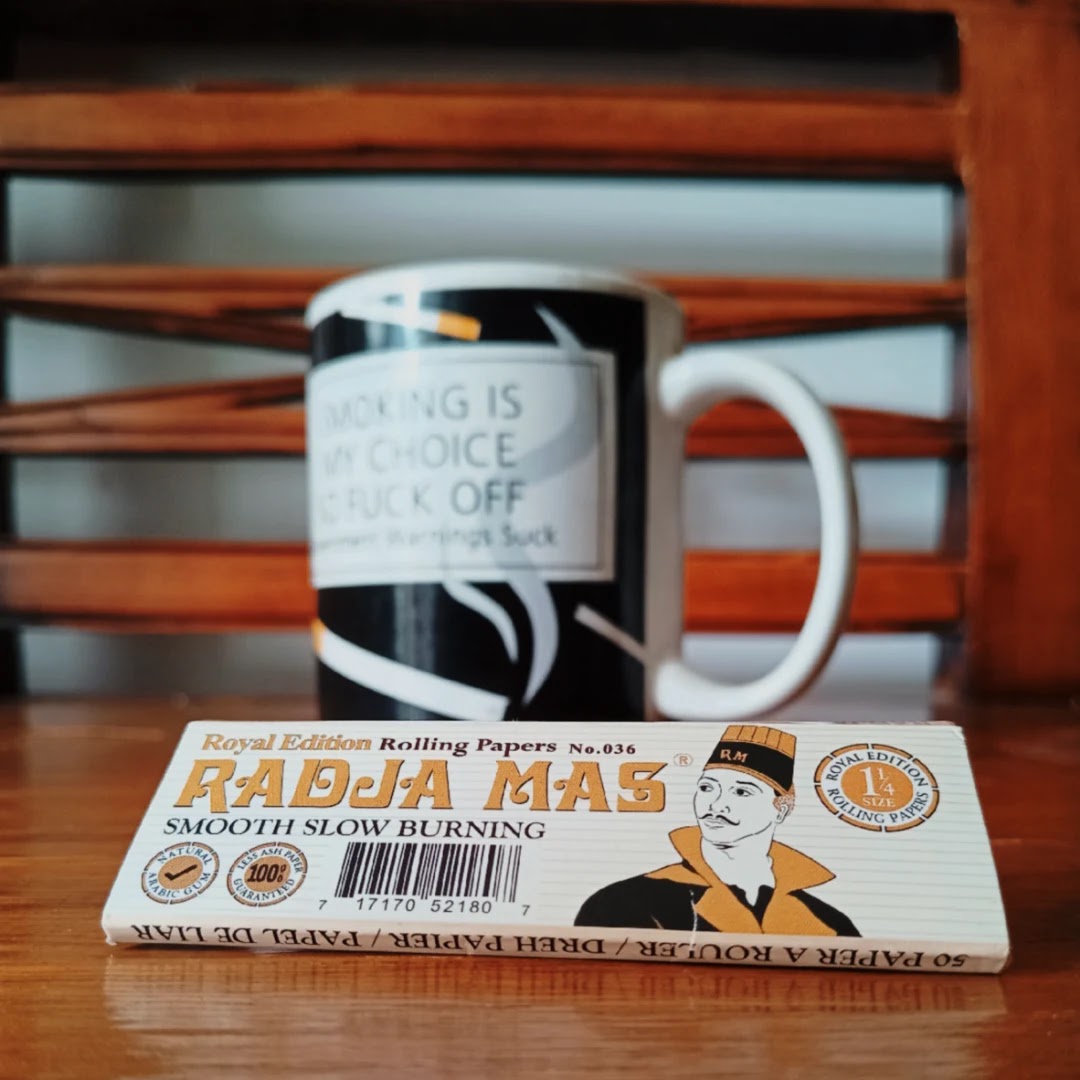 SMOKING IS
MY CHOICE
SO FUCK OFF
Warnings Suck
Royal Edition Rolling Papers No.036
RADJA MAS ®
SMOOTH SLOW BURNING
RM
ROYAL EDITION
1 1/4
SIZE
ROLLING PAPERS
NATURAL
ARABIC GUM
LESS ASH PAPER
100%
GUARANTEED
7 17170 52180 7
50 PAPER A ROULER / DREH PAPIER / PAPEL DE LIAR